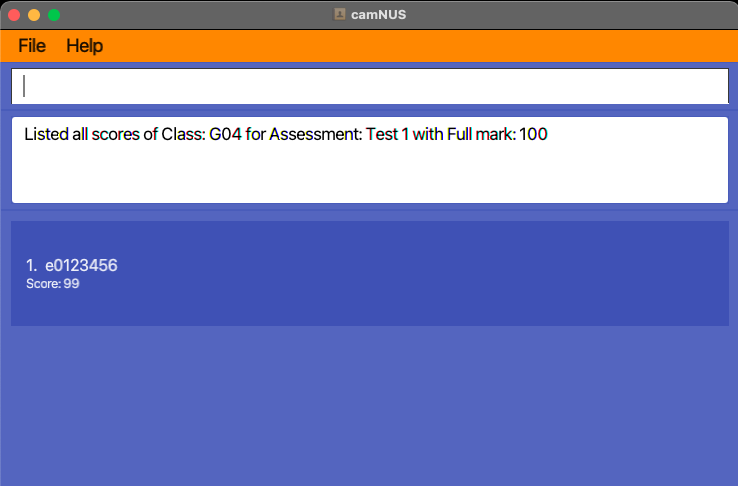 camNUS
File Help
Listed all scores of Class: G04 for Assessment: Test 1 with Full mark: 100
1. e0123456
Score: 99